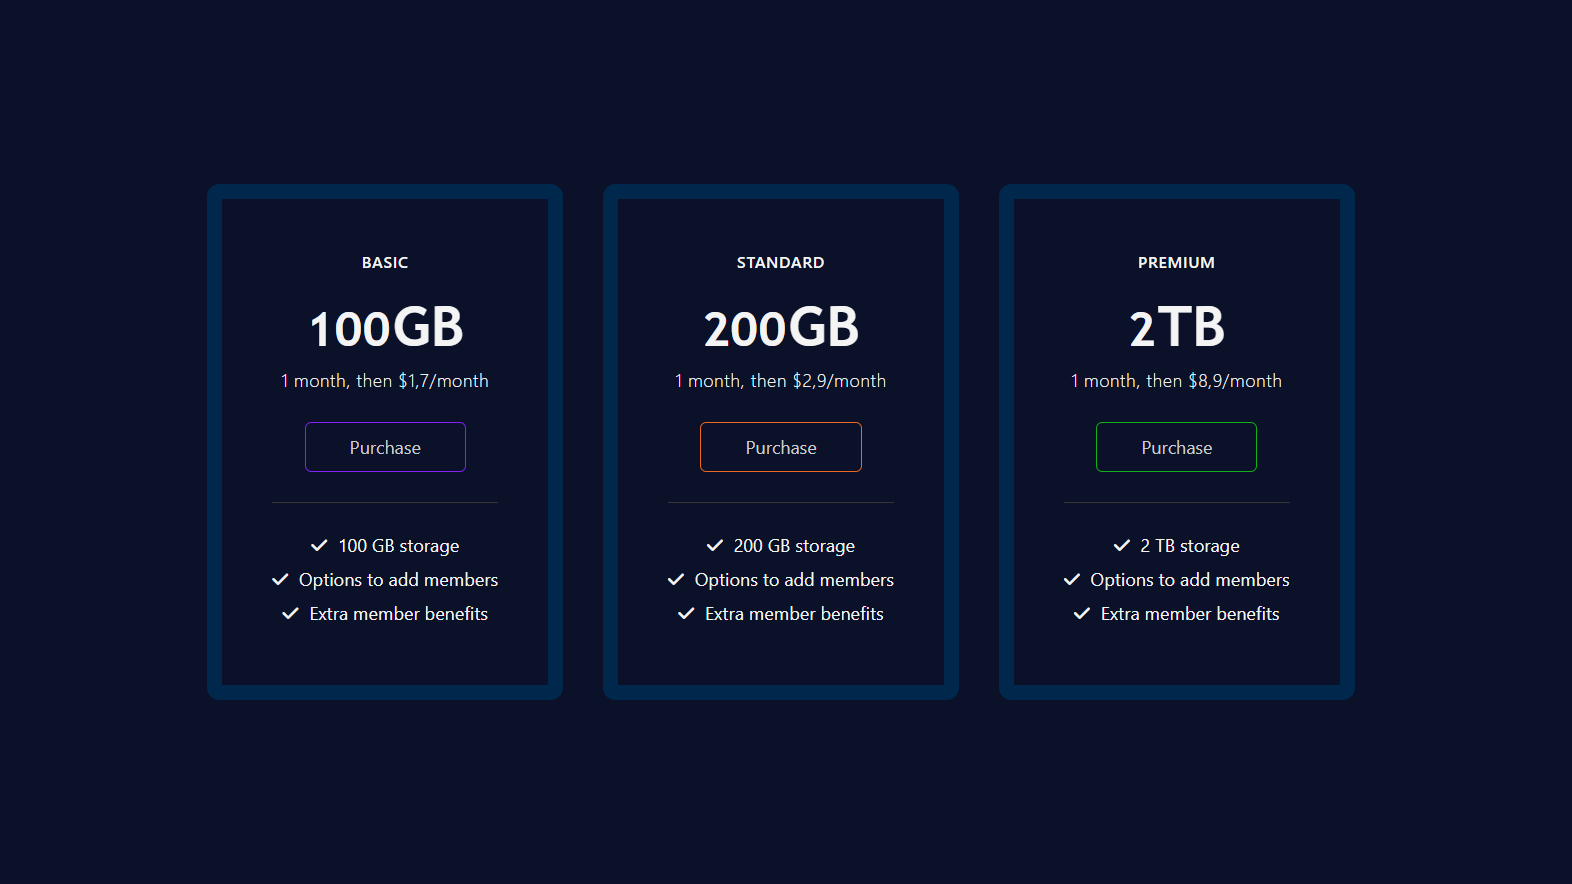 BASIC
100GB
1 month, then $1,7/month
Purchase
100 GB storage
Options to add members
Extra member benefits
STANDARD
200GB
1 month, then $2,9/month
Purchase
200 GB storage
Options to add members
Extra member benefits
PREMIUM
2TB
1 month, then $8,9/month
Purchase
2 TB storage
Options to add members
Extra member benefits